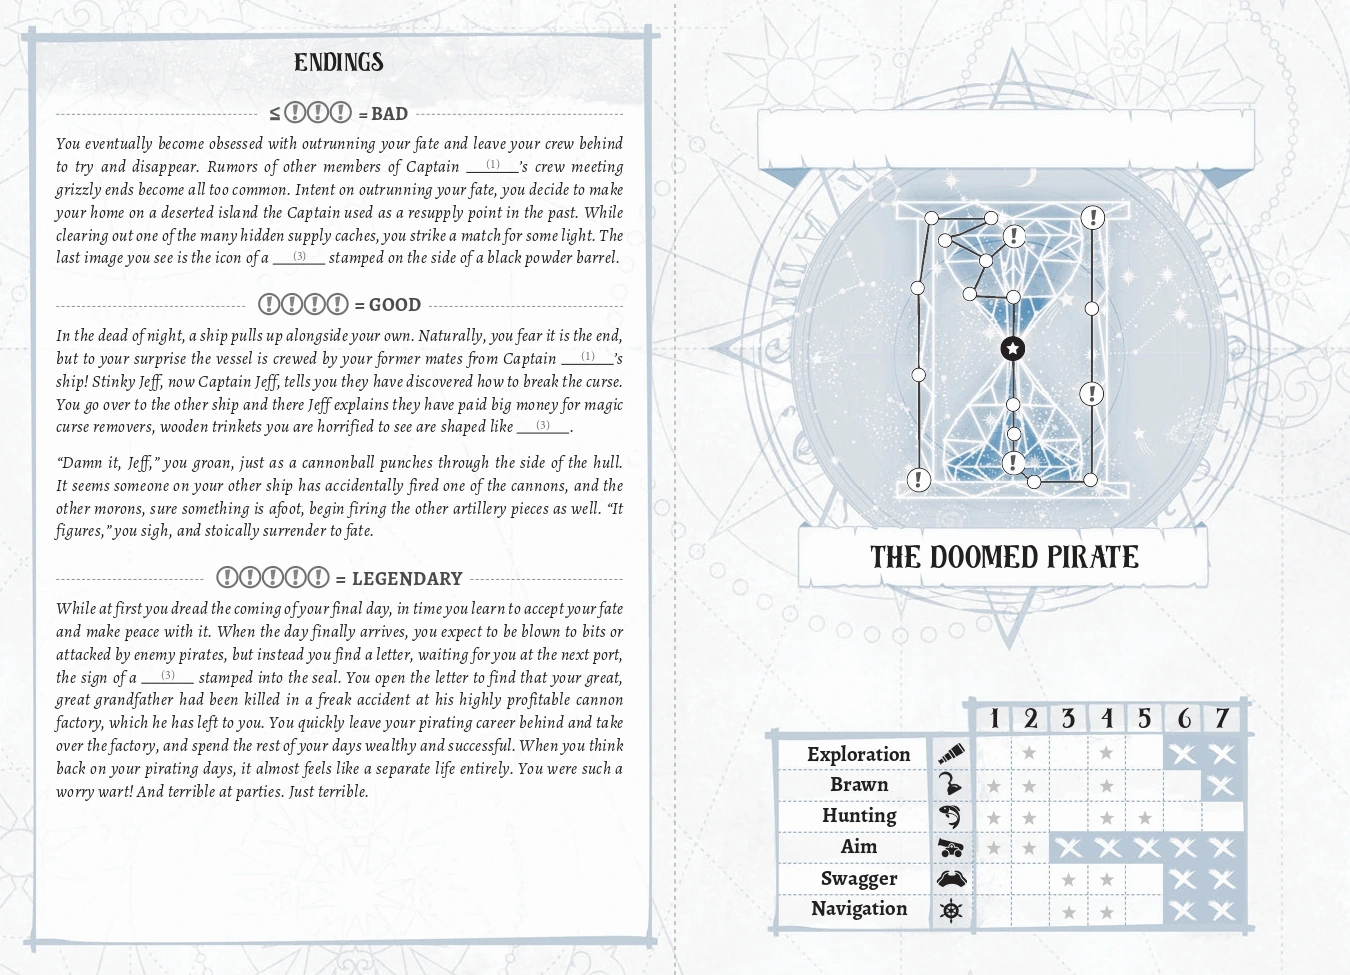 ENDINGS
≤ ! ! ! = BAD
You eventually become obsessed with outrunning your fate and leave your crew behind
to try and disappear. Rumors of other members of Captain ___(1)___'s crew meeting
grizzly ends become all too common. Intent on outrunning your fate, you decide to make
your home on a deserted island the Captain used as a resupply point in the past. While
clearing out one of the many hidden supply caches, you strike a match for some light. The
last image you see is the icon of a ___(3)___ stamped on the side of a black powder barrel.
! ! ! ! = GOOD
In the dead of night, a ship pulls up alongside your own. Naturally, you fear it is the end,
but to your surprise the vessel is crewed by your former mates from Captain ___(1)___'s
ship! Stinky Jeff, now Captain Jeff, tells you they have discovered how to break the curse.
You go over to the other ship and there Jeff explains they have paid big money for magic
curse removers, wooden trinkets you are horrified to see are shaped like ___(3)___.
“Damn it, Jeff,” you groan, just as a cannonball punches through the side of the hull.
It seems someone on your other ship has accidentally fired one of the cannons, and the
other morons, sure something is afoot, begin firing the other artillery pieces as well. “It
figures,” you sigh, and stoically surrender to fate.
! ! ! ! ! = LEGENDARY
While at first you dread the coming of your final day, in time you learn to accept your fate
and make peace with it. When the day finally arrives, you expect to be blown to bits or
attacked by enemy pirates, but instead you find a letter, waiting for you at the next port,
the sign of a ___(3)___ stamped into the seal. You open the letter to find that your great,
great grandfather had been killed in a freak accident at his highly profitable cannon
factory, which he has left to you. You quickly leave your pirating career behind and take
over the factory, and spend the rest of your days wealthy and successful. When you think
back on your pirating days, it almost feels like a separate life entirely. You were such a
worry wart! And terrible at parties. Just terrible.
THE DOOMED PIRATE
1 2 3 4 5 6 7
Exploration
Brawn
Hunting
Aim
Swagger
Navigation